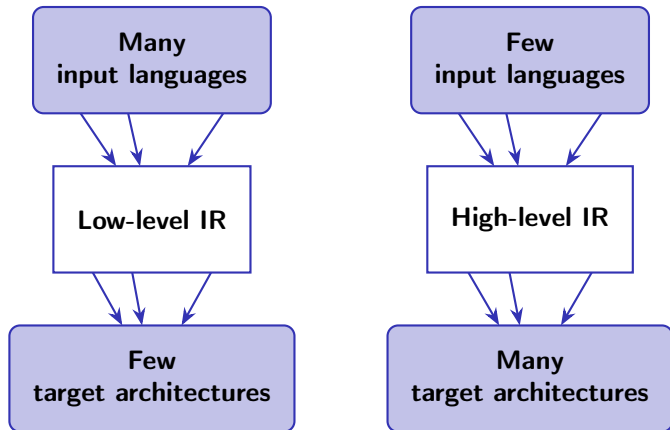 Many
input languages
Low-level IR
Few
target architectures
Few
input languages
High-level IR
Many
target architectures